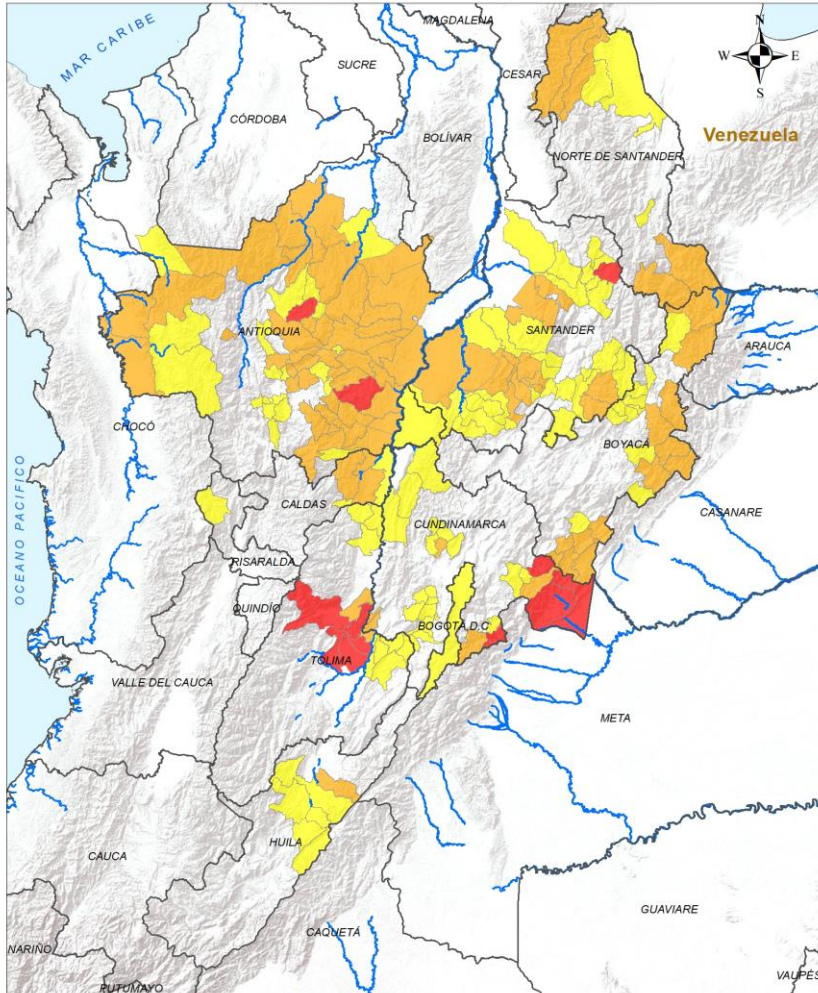 MAGDALENA
N
W E
S
MAR CARIBE
SUCRE
CESAR
CÓRDOBA
BOLÍVAR
Venezuela
NORTE DE SANTANDER
ANTIOQUIA
SANTANDER
ARAUCA
CHOCÓ
BOYACÁ
OCEANO PACIFICO
CALDAS
CUNDINAMARCA
CASANARE
RISARALDA
QUINDÍO
BOGOTÁ, D.C.
TOLIMA
VALLE DEL CAUCA
META
HUILA
CAUCA
GUAVIARE
CAQUETÁ
NARIÑO
VAUPÉS
PUTUMAYO